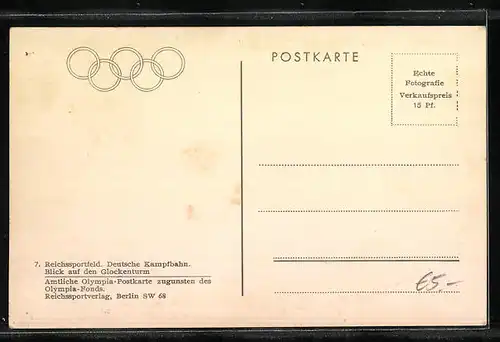 POSTKARTE
Echte
Fotografie
Verkaufspreis
15 Pf.
7. Reichssportfeld. Deutsche Kampfbahn.
Blick auf den Glockenturm
Amtliche Olympia-Postkarte zugunsten des
Olympia-Fonds.
Reichssportverlag, Berlin SW 68
€5-